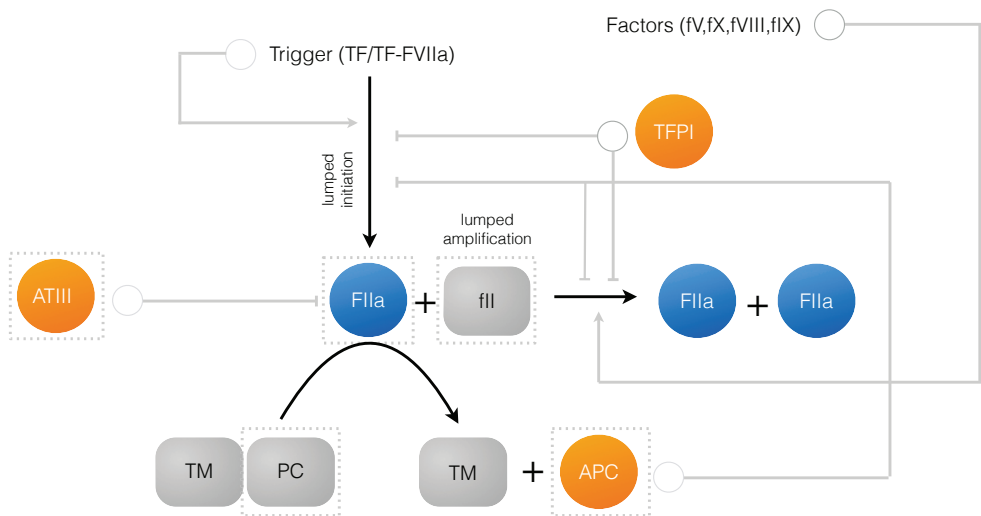 Factors (fV,fX,fVIII,fIX)
Trigger (TF/TF-FVIIa)
TFPI
lumped
initiation
lumped
amplification
ATIII
FIIa
+
fII
FIIa
+
FIIa
TM
PC
TM
+
APC